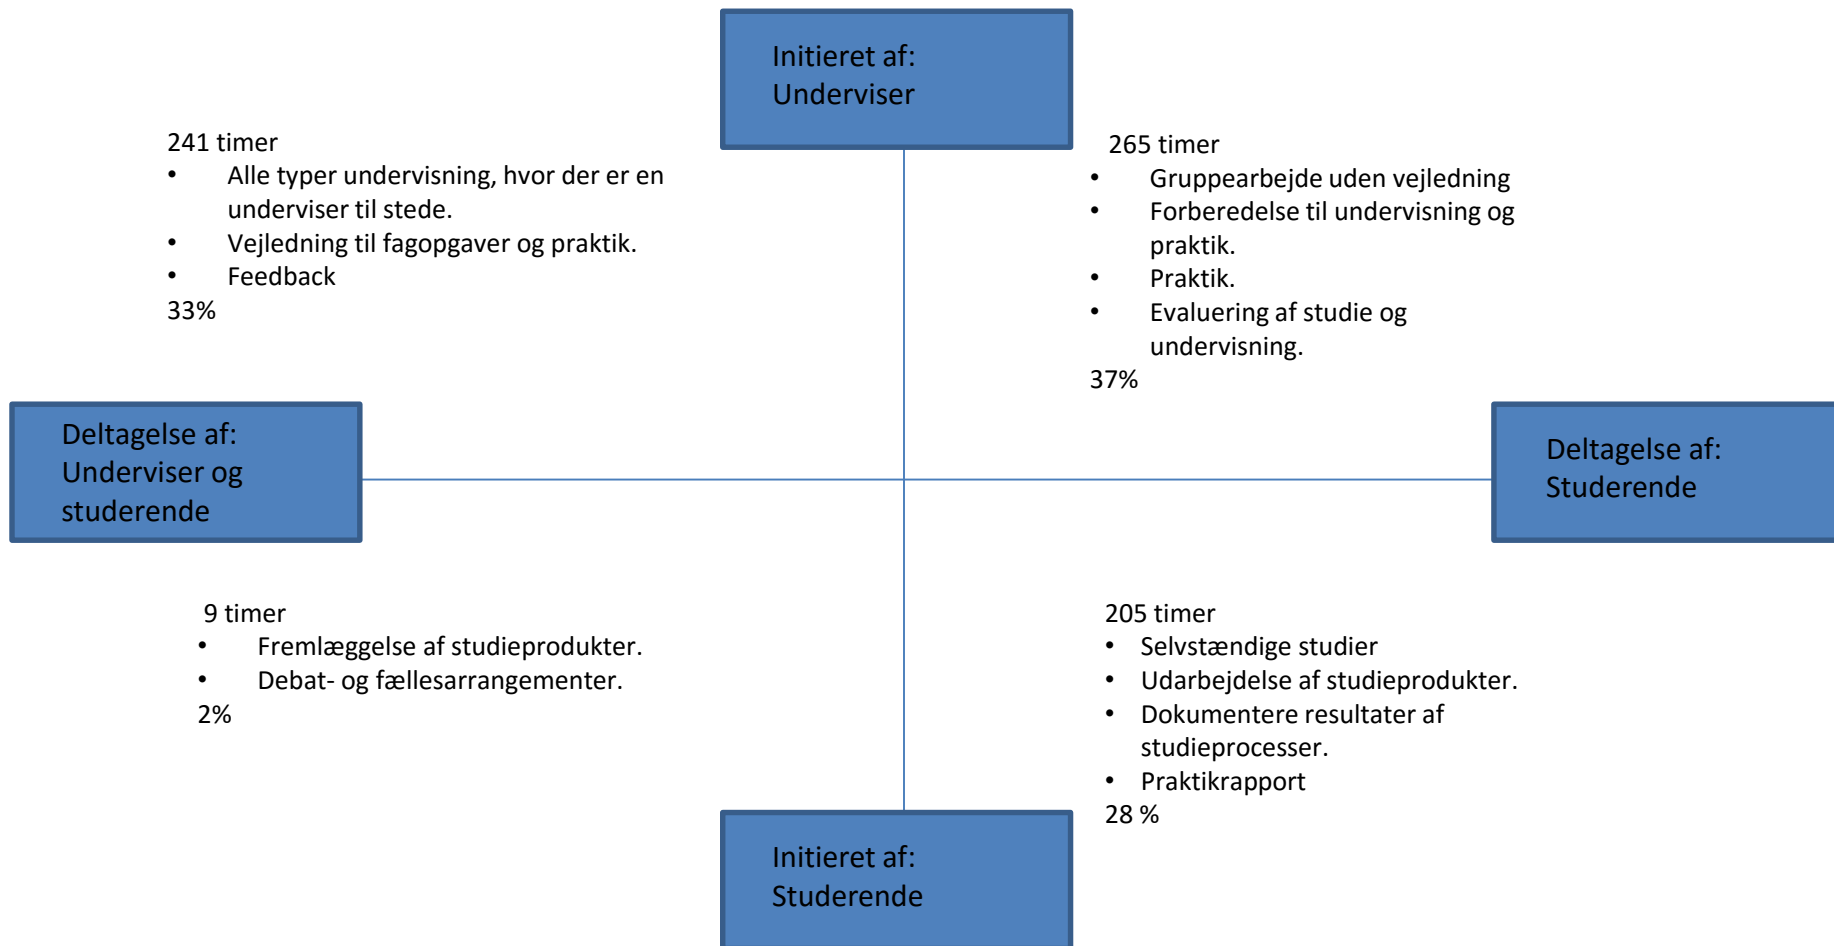 Initieret af:
Underviser
241 timer
• Alle typer undervisning, hvor der er en
underviser til stede.
• Vejledning til fagopgaver og praktik.
• Feedback
33%
265 timer
• Gruppearbejde uden vejledning
• Forberedelse til undervisning og
praktik.
• Praktik.
• Evaluering af studie og
undervisning.
37%
Deltagelse af:
Underviser og
studerende
Deltagelse af:
Studerende
9 timer
• Fremlæggelse af studieprodukter.
• Debat- og fællesarrangementer.
2%
205 timer
• Selvstændige studier
• Udarbejdelse af studieprodukter.
• Dokumentere resultater af
studieprocesser.
• Praktikrapport
28 %
Initieret af:
Studerende